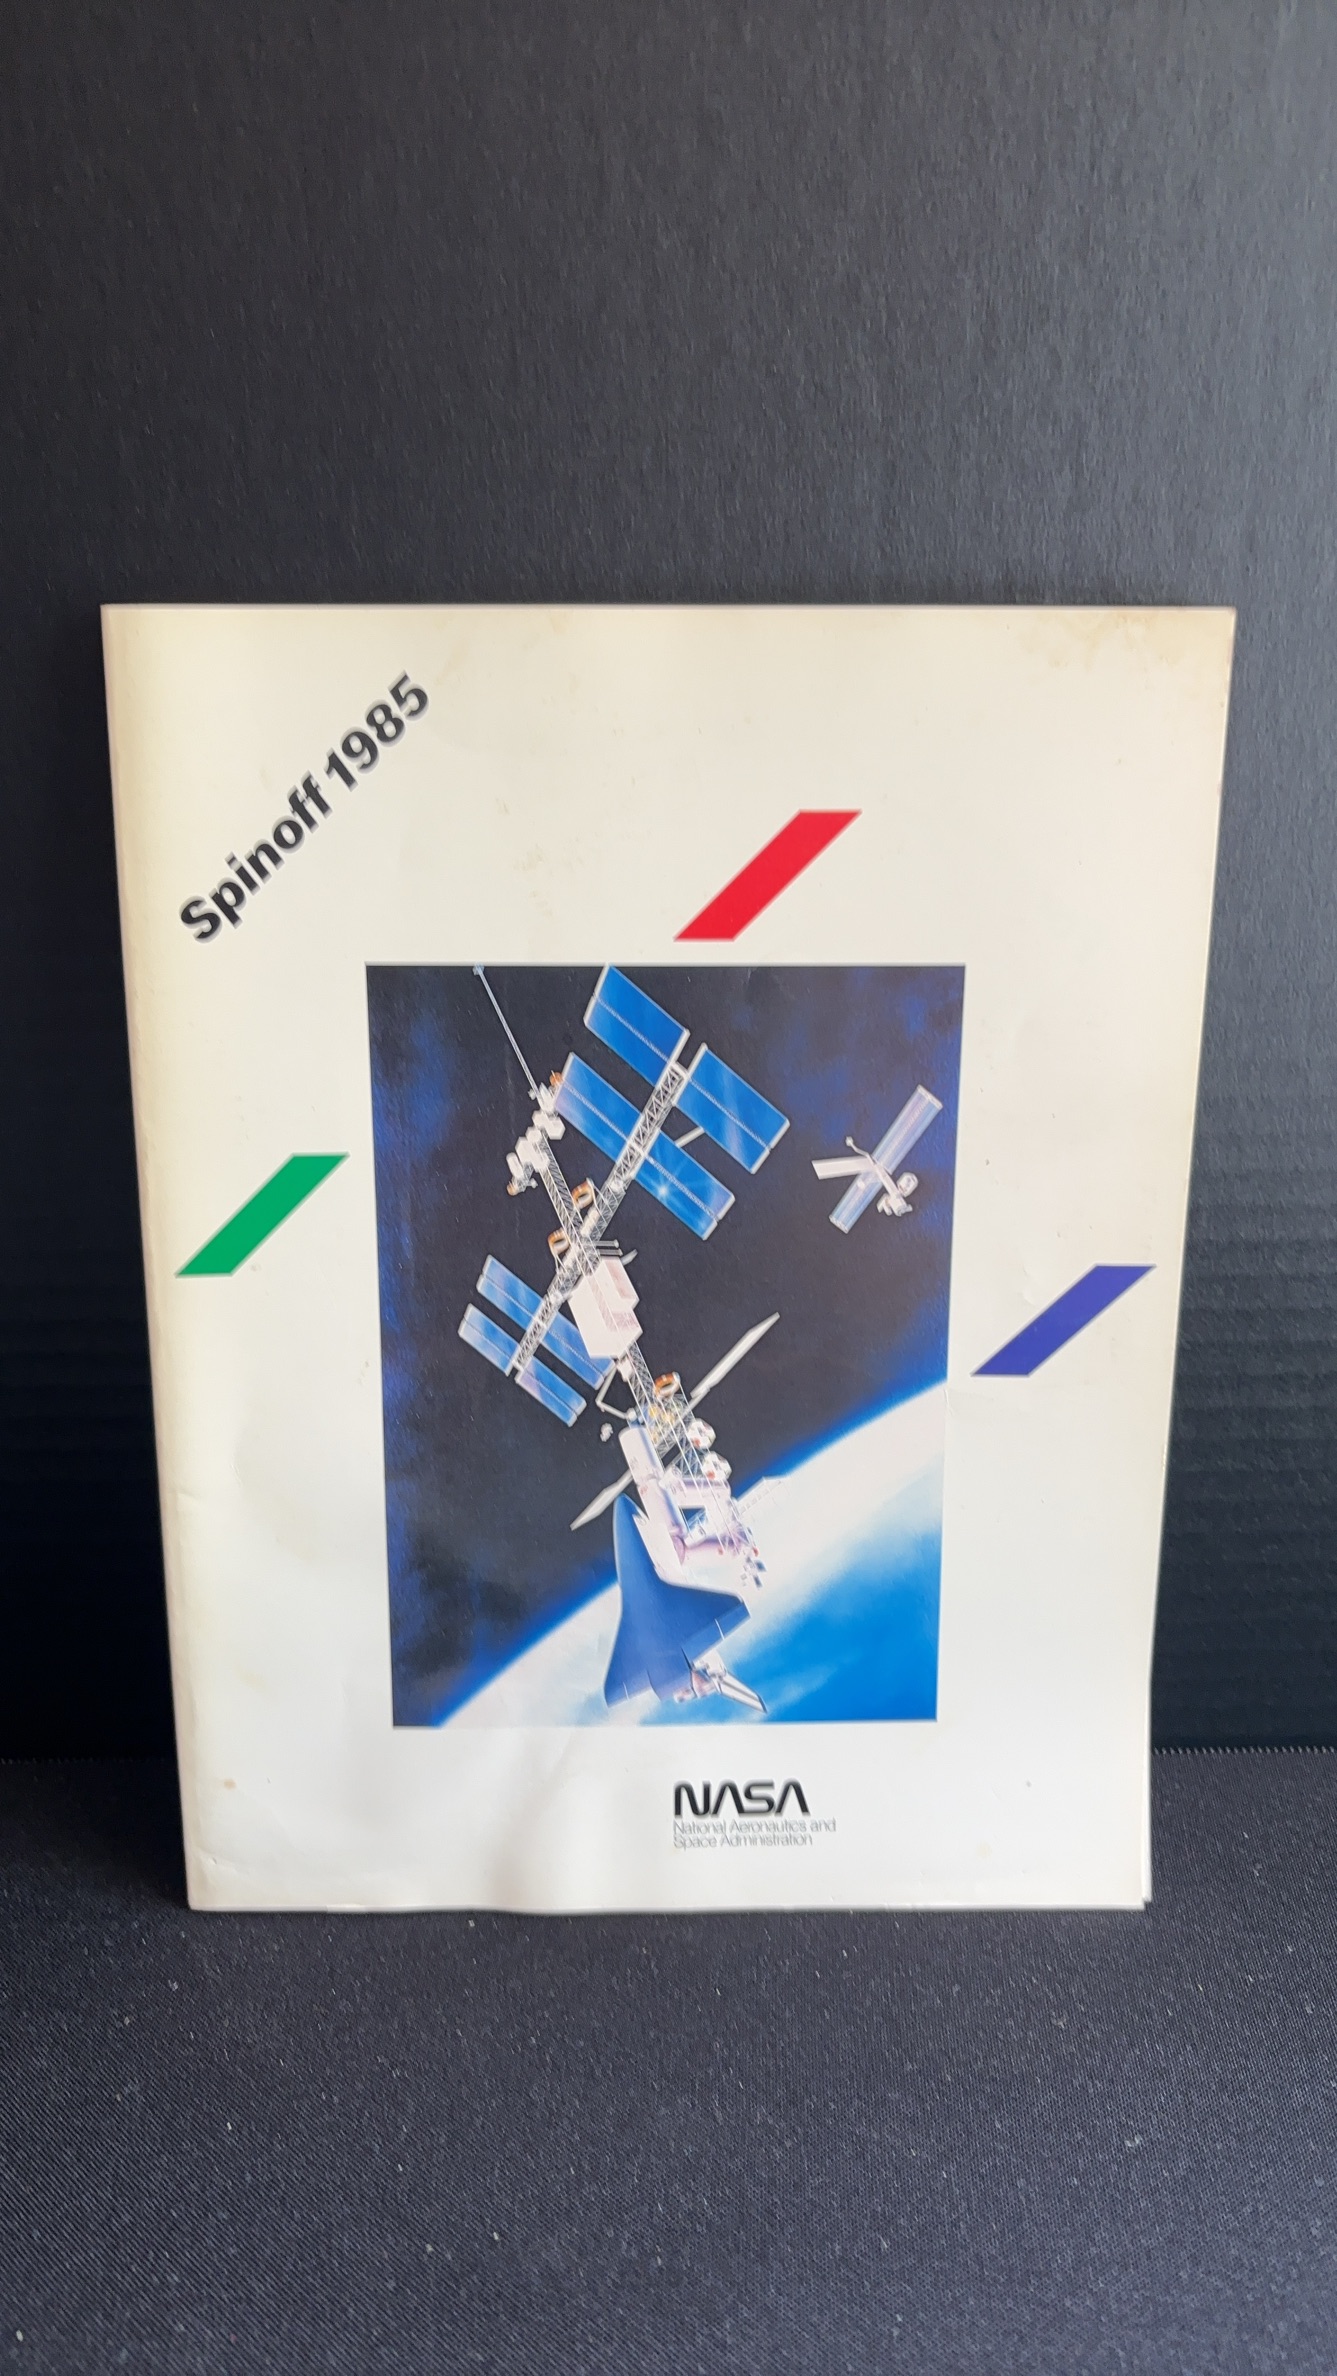 Spinoff 1985
NASA
National Aeronautics and
Space Administration